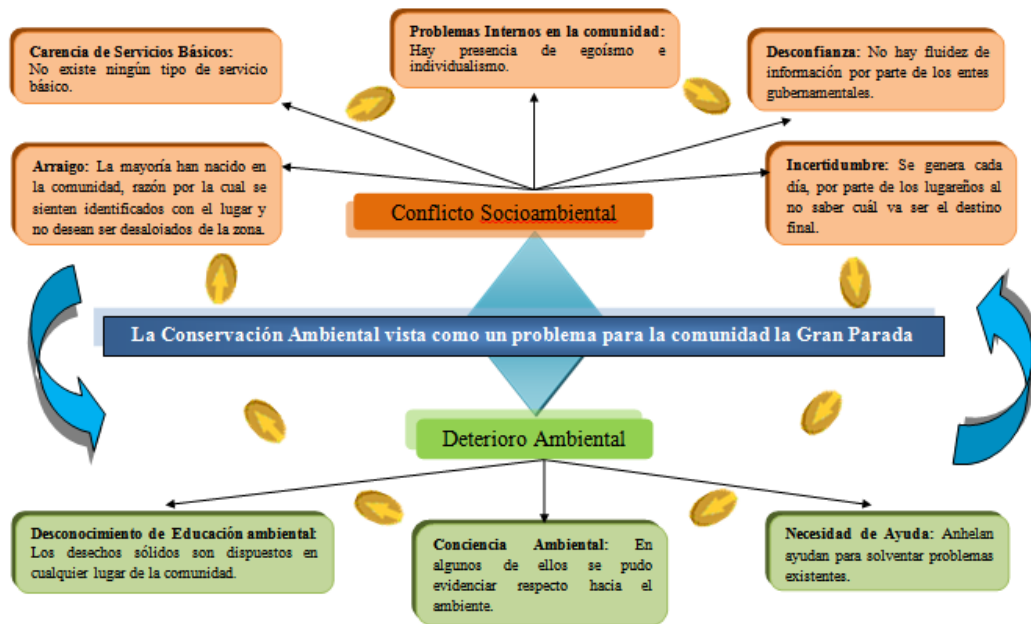 Problemas Internos en la comunidad:
Hay presencia de egoísmo e
individualismo.
Carencia de Servicios Básicos:
No existe ningún tipo de servicio
básico.
Desconfianza: No hay fluidez de
información por parte de los entes
gubernamentales.
Arraigo: La mayoría han nacido en
la comunidad, razón por la cual se
sienten identificados con el lugar y
no desean ser desalojados de la zona.
Incertidumbre: Se genera cada
día, por parte de los lugareños al
no saber cuál va ser el destino
final.
Conflicto Socioambiental
La Conservación Ambiental vista como un problema para la comunidad la Gran Parada
Deterioro Ambiental
Desconocimiento de Educación ambiental:
Los desechos sólidos son dispuestos en
cualquier lugar de la comunidad.
Conciencia Ambiental: En
algunos de ellos se pudo
evidenciar respecto hacia el
ambiente.
Necesidad de Ayuda: Anhelan
ayudan para solventar problemas
existentes.